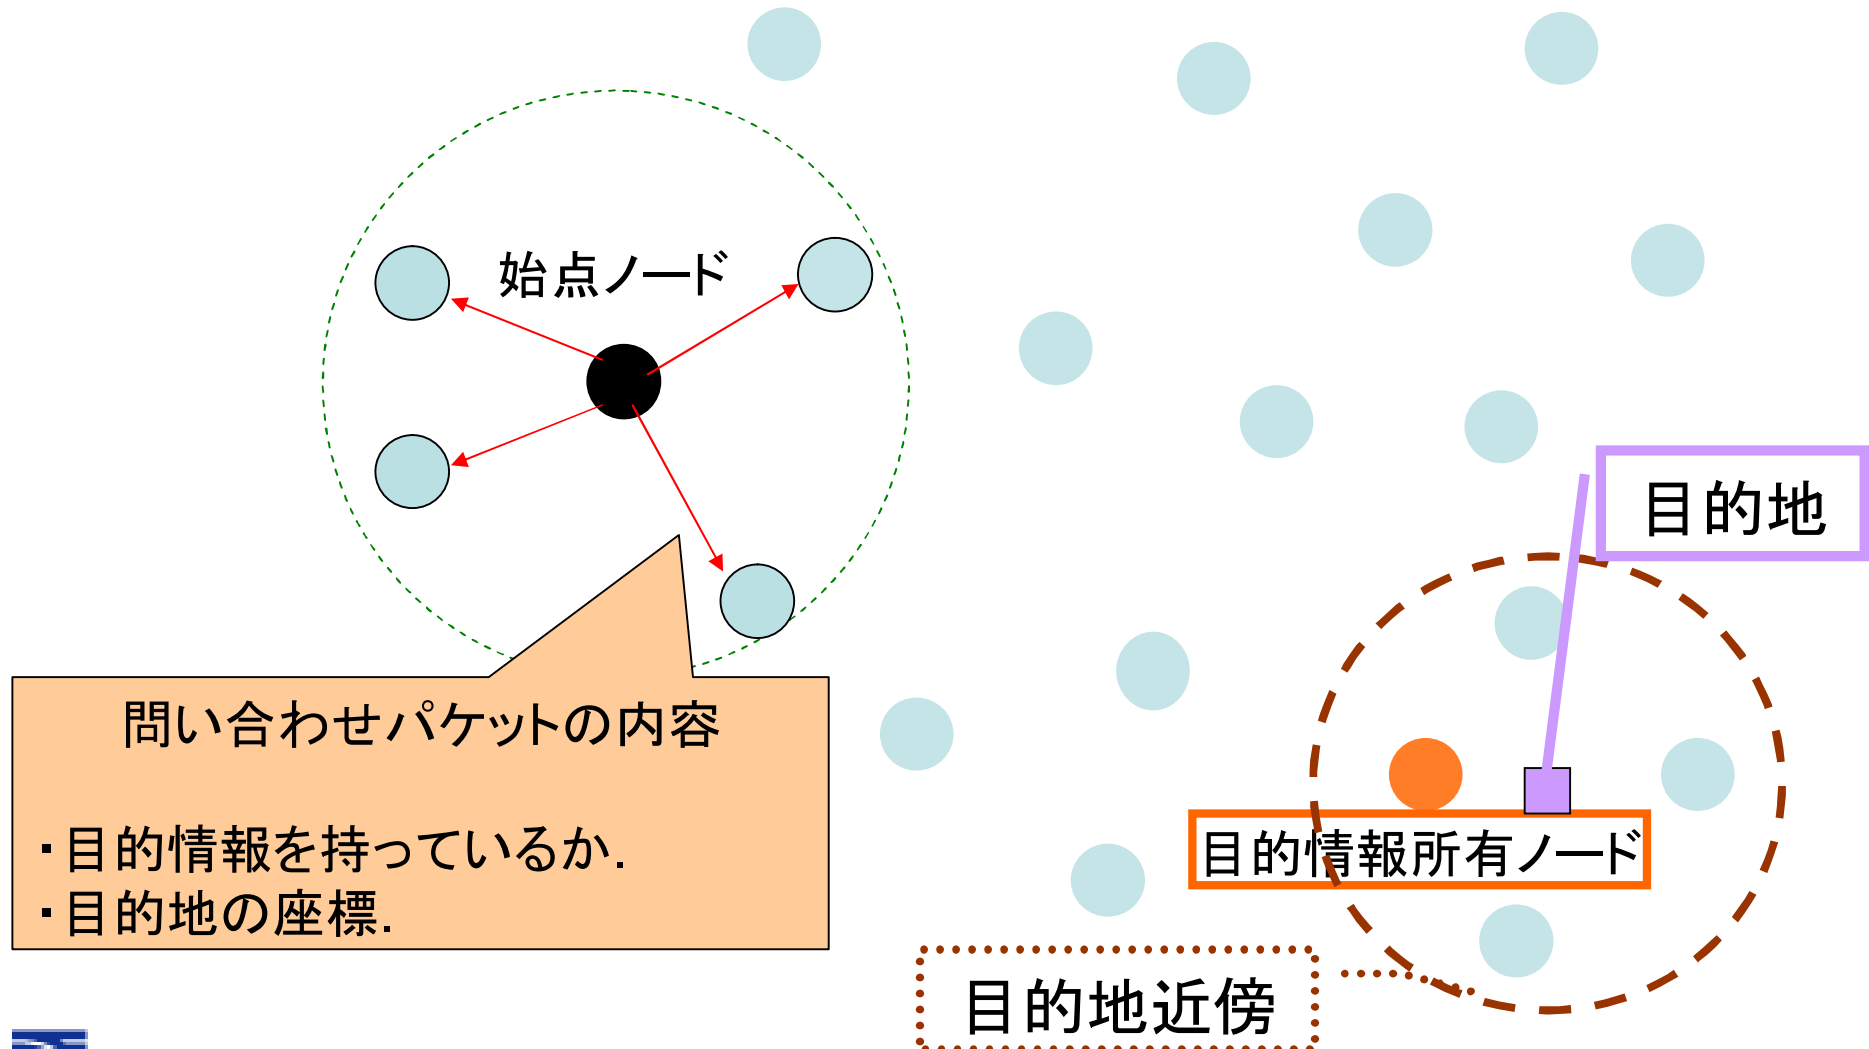 始点ノード
目的地
問い合わせパケットの内容
・目的情報を持っているか.
・目的地の座標.
目的情報所有ノード
目的地近傍